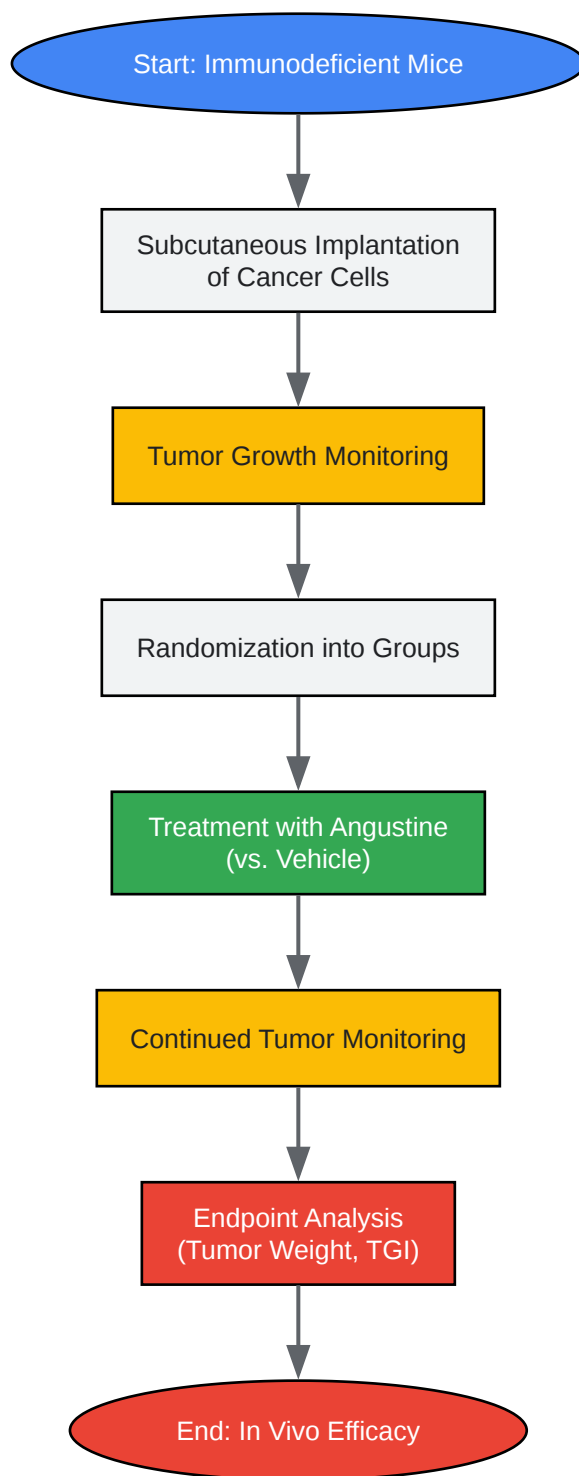 Start: Immunodeficient Mice
Subcutaneous Implantation
of Cancer Cells
Tumor Growth Monitoring
Randomization into Groups
Treatment with Angustine
(vs. Vehicle)
Continued Tumor Monitoring
Endpoint Analysis
(Tumor Weight, TGI)
End: In Vivo Efficacy